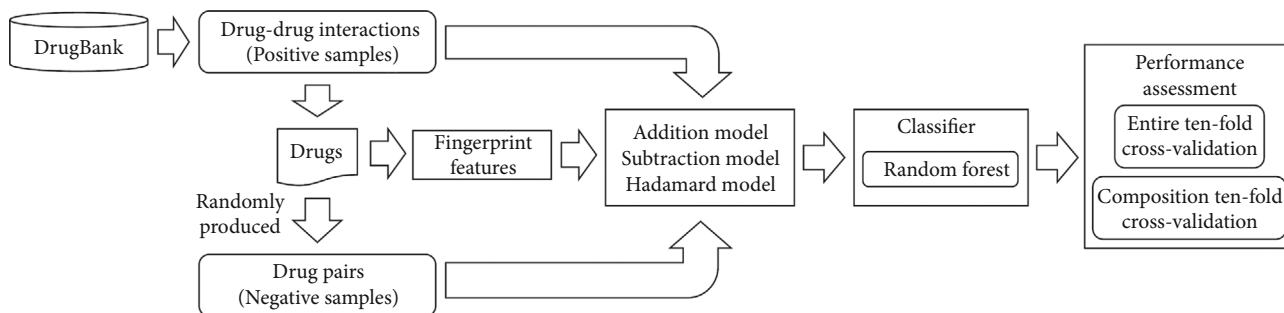 DrugBank
Drug-drug interactions
(Positive samples)
Drugs
Fingerprint
features
Randomly
produced
Drug pairs
(Negative samples)
Addition model
Subtraction model
Hadamard model
Classifier
Random forest
Performance
assessment
Entire ten-fold
cross-validation
Composition ten-fold
cross-validation